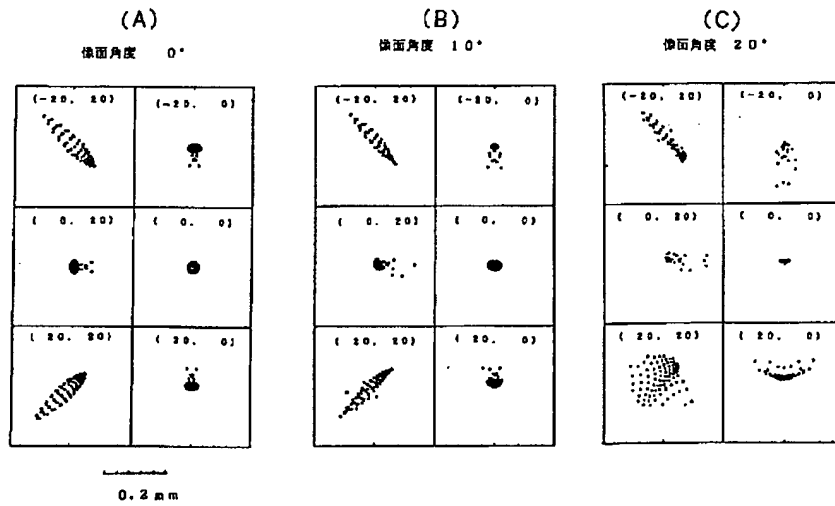 (A)
像面角度 0°
(-20, 20) (-20, 0)
( 0, 20) ( 0, 0)
( 20, 20) ( 20, 0)
0.2mm
(B)
像面角度 10°
(-20, 20) (-20, 0)
( 0, 20) ( 0, 0)
( 20, 20) ( 20, 0)
(C)
像面角度 20°
(-20, 20) (-20, 0)
( 0, 20) ( 0, 0)
( 20, 20) ( 20, 0)